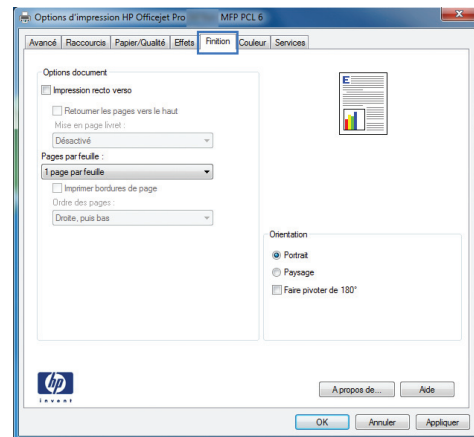 Options d'impression HP Officejet Pro MFP PCL 6
Avancé Raccourcis Papier/Qualité Effets Finition Couleur Services
Options document
Impression recto verso
Retourner les pages vers le haut
Mise en page livret :
Désactivé
Pages par feuille :
1 page par feuille
Imprimer bordures de page
Ordre des pages :
Droite, puis bas
E
Orientation
Portrait
Paysage
Faire pivoter de 180°
hp
invent
A propos de... Aide
OK Annuler Appliquer